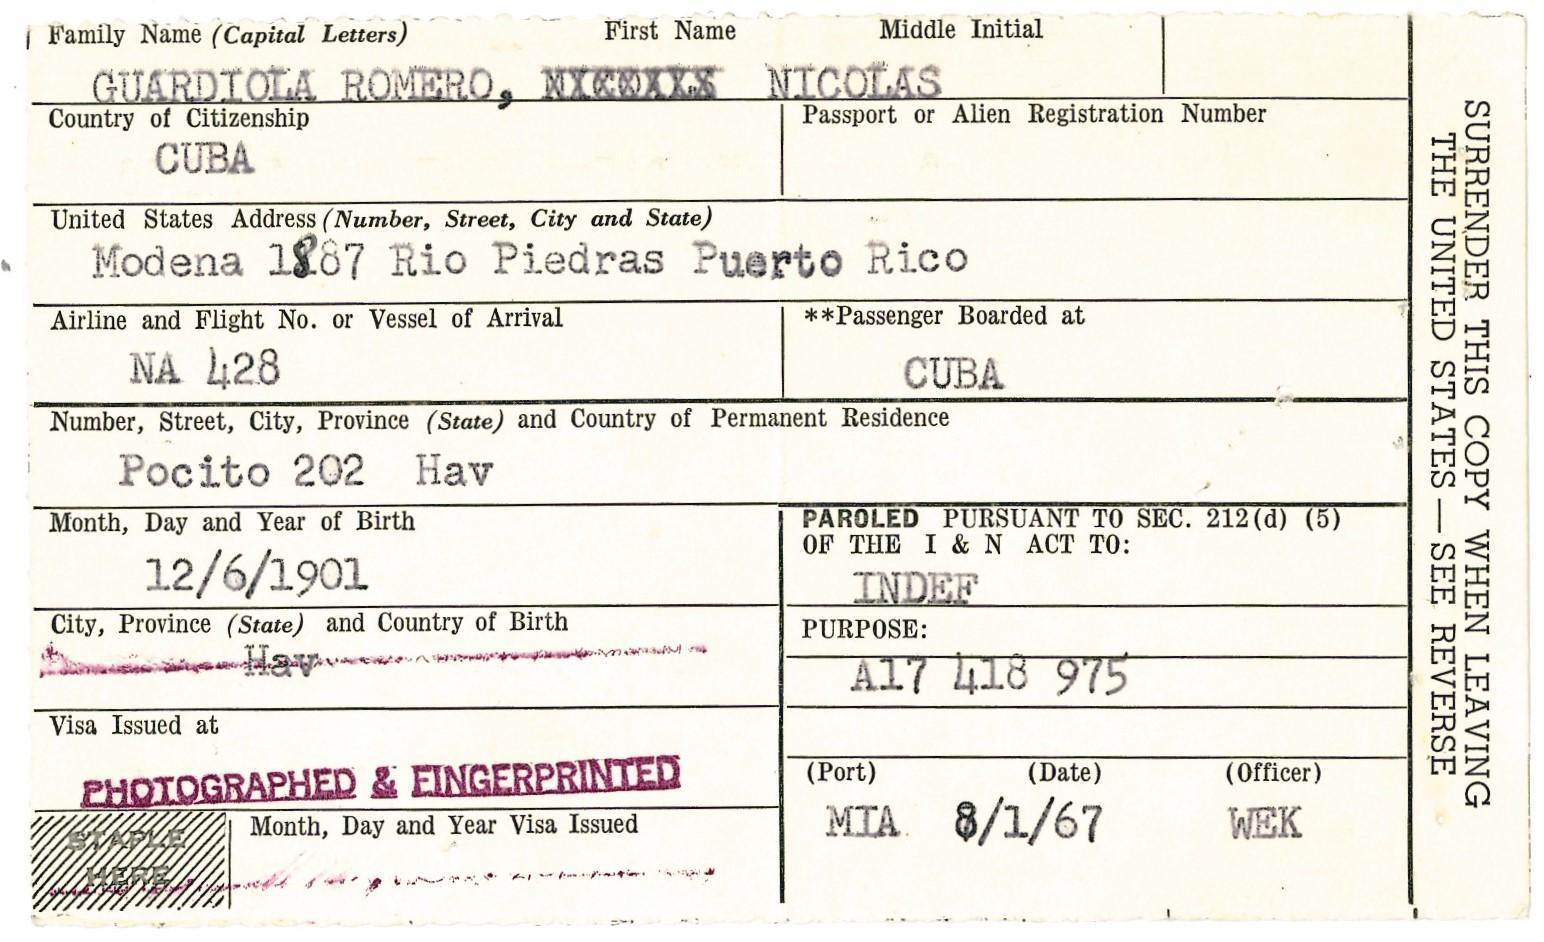 Family Name (Capital Letters) First Name Middle Initial
GUARDIOLA ROMERO, NICOLAS
Country of Citizenship Passport or Alien Registration Number
CUBA
United States Address (Number, Street, City and State)
Modena 1887 Rio Piedras Puerto Rico
Airline and Flight No. or Vessel of Arrival **Passenger Boarded at
NA 428 CUBA
Number, Street, City, Province (State) and Country of Permanent Residence
Pocito 202 Hav
Month, Day and Year of Birth
12/6/1901
PAROLED PURSUANT TO SEC. 212(d) (5)
OF THE I & N ACT TO:
INDEF
City, Province (State) and Country of Birth
Hav
PURPOSE:
A17 418 975
Visa Issued at
PHOTOGRAPHED & FINGERPRINTED
(Port) (Date) (Officer)
MIA 8/1/67 WEK
STAPLE
HERE
Month, Day and Year Visa Issued
SURRENDER THIS COPY WHEN LEAVING
THE UNITED STATES — SEE REVERSE